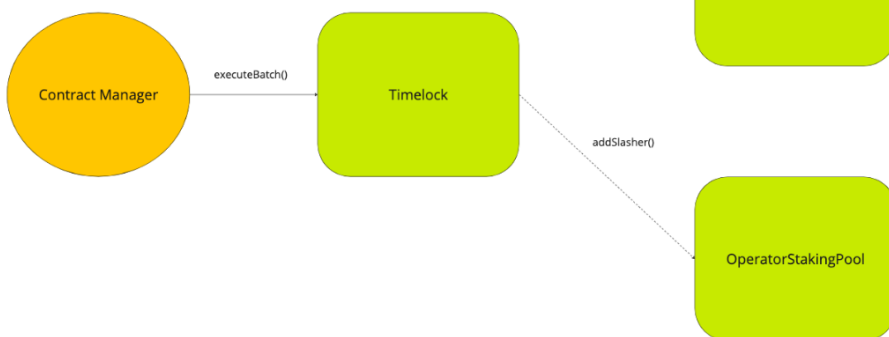 executeBatch()
Contract Manager
Timelock
addSlasher()
OperatorStakingPool